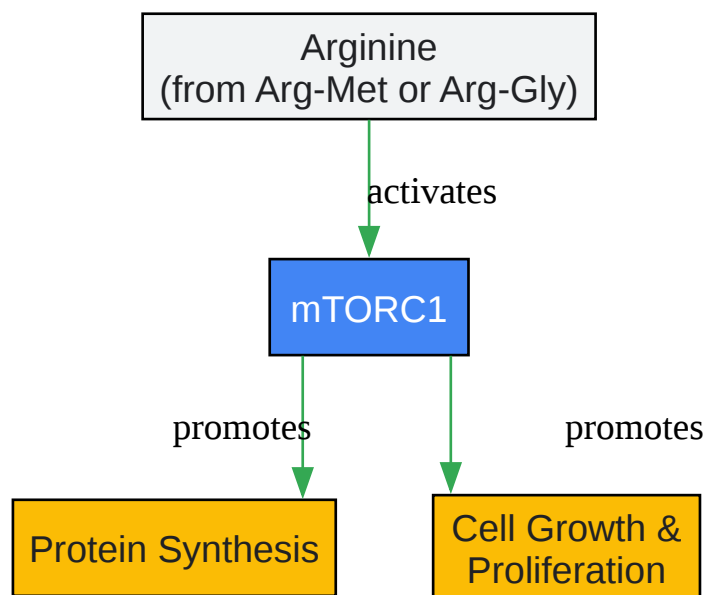 Arginine
(from Arg-Met or Arg-Gly)
activates
mTORC1
promotes
promotes
Protein Synthesis
Cell Growth &
Proliferation